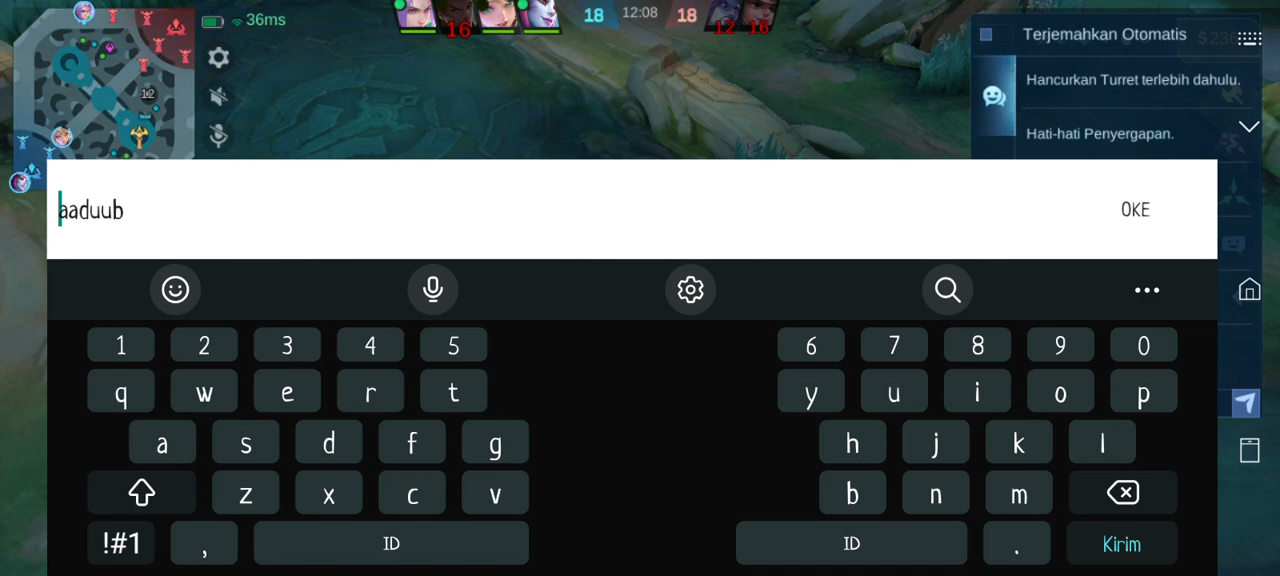 36ms
16
18
12:08
18
12 16
12
Terjemahkan Otomatis
Hancurkan Turret terlebih dahulu.
Hati-hati Penyergapan.
aaduub
OKE
1 2 3 4 5 6 7 8 9 0
q w e r t y u i o p
a s d f g h j k l
z x c v b n m
!#1 , ID ID . Kirim